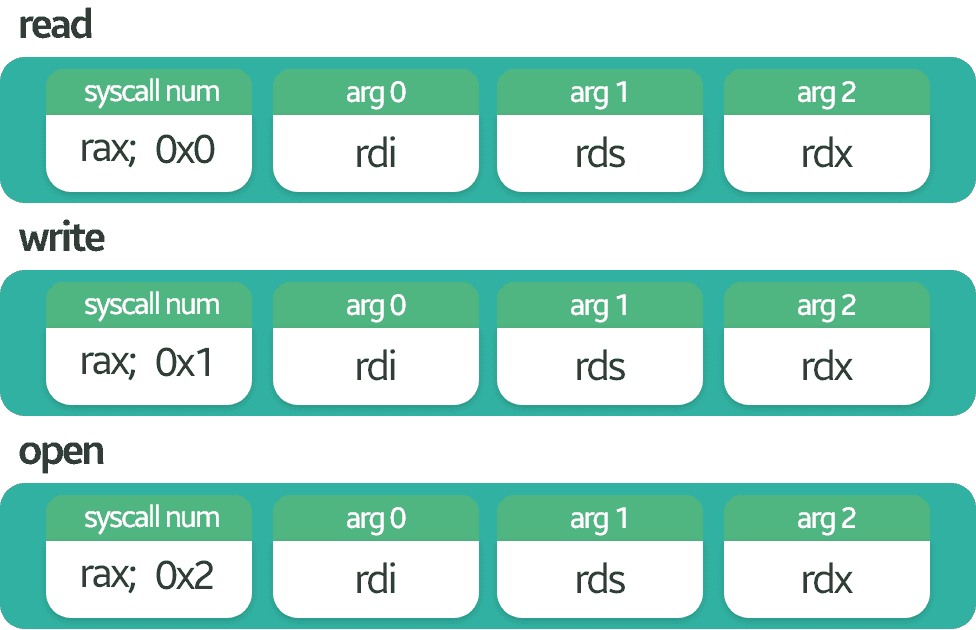 read
syscall num arg 0 arg 1 arg 2
rax; 0x0 rdi rds rdx
write
syscall num arg 0 arg 1 arg 2
rax; 0x1 rdi rds rdx
open
syscall num arg 0 arg 1 arg 2
rax; 0x2 rdi rds rdx